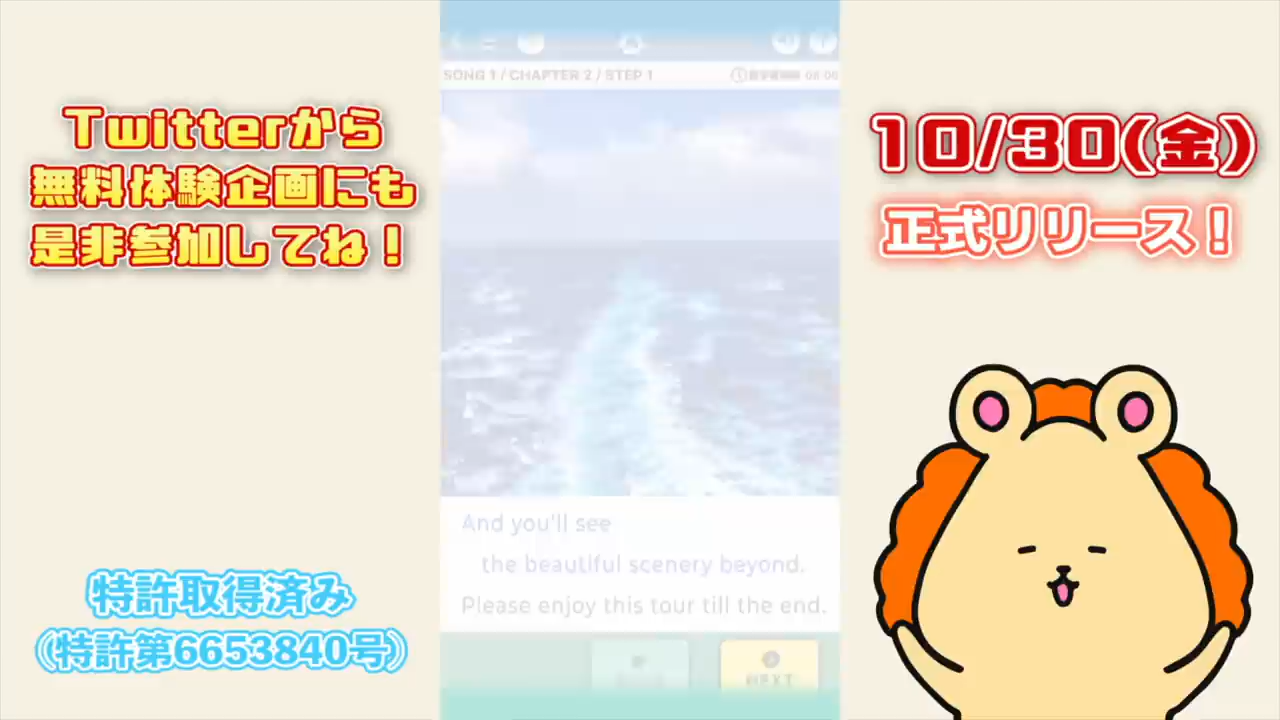 Twitterから
無料体験企画にも
是非参加してね！
特許取得済み
(特許第6653840号)
SONG 1 / CHAPTER 2 / STEP 1
And you'll see
the beautiful scenery beyond.
Please enjoy this tour till the end.
NEXT
10/30(金)
正式リリース！